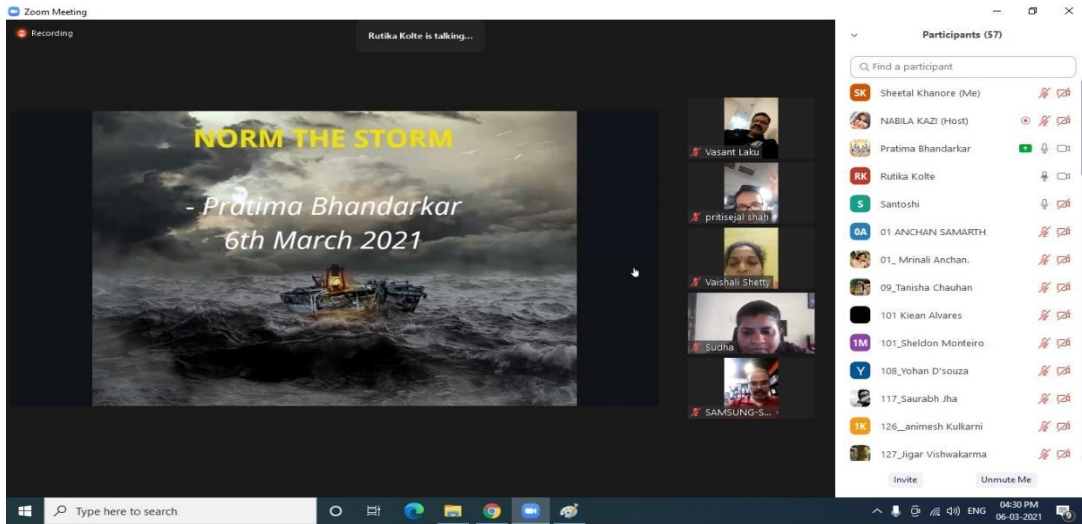 Zoom Meeting
Recording
Rutika Kolte is talking...
NORM THE STORM
- Pratima Bhandarkar
6th March 2021
Vasant Laku
pritisejal shah
Vaishali Shetty
Sudha
SAMSUNG-S...
Participants (57)
Find a participant
SK Sheetal Khanore (Me)
NABILA KAZI (Host)
Pratima Bhandarkar
RK Rutika Kolte
S Santoshi
0A 01 ANCHAN SAMARTH
01_ Mrinali Anchan.
09_Tanisha Chauhan
101 Kiean Alvares
1M 101_Sheldon Monteiro
Y 108_Yohan D'souza
117_Saurabh Jha
1K 126__animesh Kulkarni
127_Jigar Vishwakarma
Invite Unmute Me
Type here to search
ENG
04:30 PM
06-03-2021
9